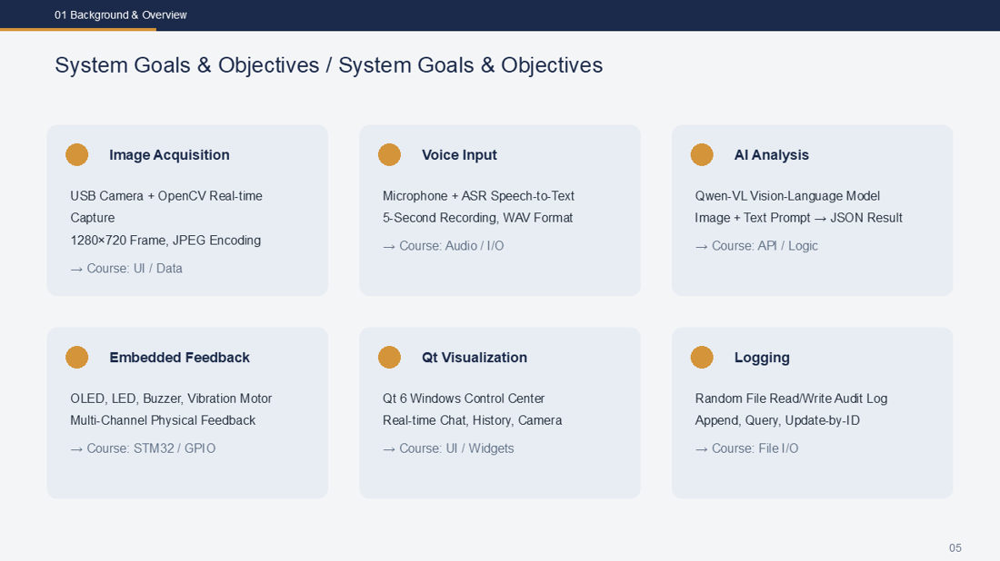 01 Background & Overview
System Goals & Objectives / System Goals & Objectives
Image Acquisition
USB Camera + OpenCV Real-time
Capture
1280×720 Frame, JPEG Encoding
→ Course: UI / Data
Voice Input
Microphone + ASR Speech-to-Text
5-Second Recording, WAV Format
→ Course: Audio / I/O
AI Analysis
Qwen-VL Vision-Language Model
Image + Text Prompt → JSON Result
→ Course: API / Logic
Embedded Feedback
OLED, LED, Buzzer, Vibration Motor
Multi-Channel Physical Feedback
→ Course: STM32 / GPIO
Qt Visualization
Qt 6 Windows Control Center
Real-time Chat, History, Camera
→ Course: UI / Widgets
Logging
Random File Read/Write Audit Log
Append, Query, Update-by-ID
→ Course: File I/O
05